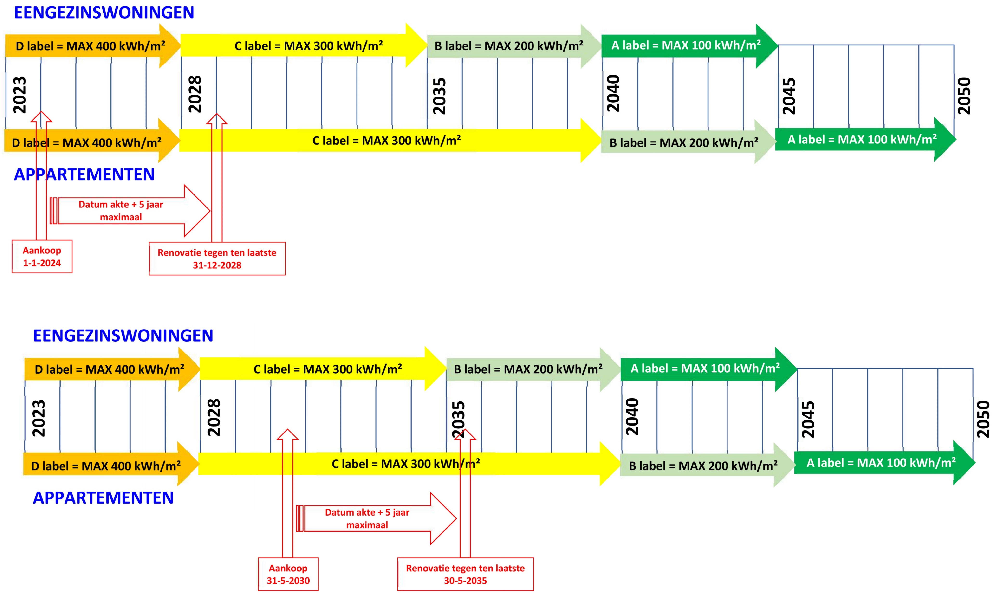 EENGEZINSWONINGEN
D label = MAX 400 kWh/m²
C label = MAX 300 kWh/m²
B label = MAX 200 kWh/m²
A label = MAX 100 kWh/m²
2023
2028
2035
2040
2045
2050
D label = MAX 400 kWh/m²
C label = MAX 300 kWh/m²
B label = MAX 200 kWh/m²
A label = MAX 100 kWh/m²
APPARTEMENTEN
Datum akte + 5 jaar
maximaal
Aankoop
1-1-2024
Renovatie tegen ten laatste
31-12-2028
EENGEZINSWONINGEN
D label = MAX 400 kWh/m²
C label = MAX 300 kWh/m²
B label = MAX 200 kWh/m²
A label = MAX 100 kWh/m²
2023
2028
2035
2040
2045
2050
D label = MAX 400 kWh/m²
C label = MAX 300 kWh/m²
B label = MAX 200 kWh/m²
A label = MAX 100 kWh/m²
APPARTEMENTEN
Datum akte + 5 jaar
maximaal
Aankoop
31-5-2030
Renovatie tegen ten laatste
30-5-2035